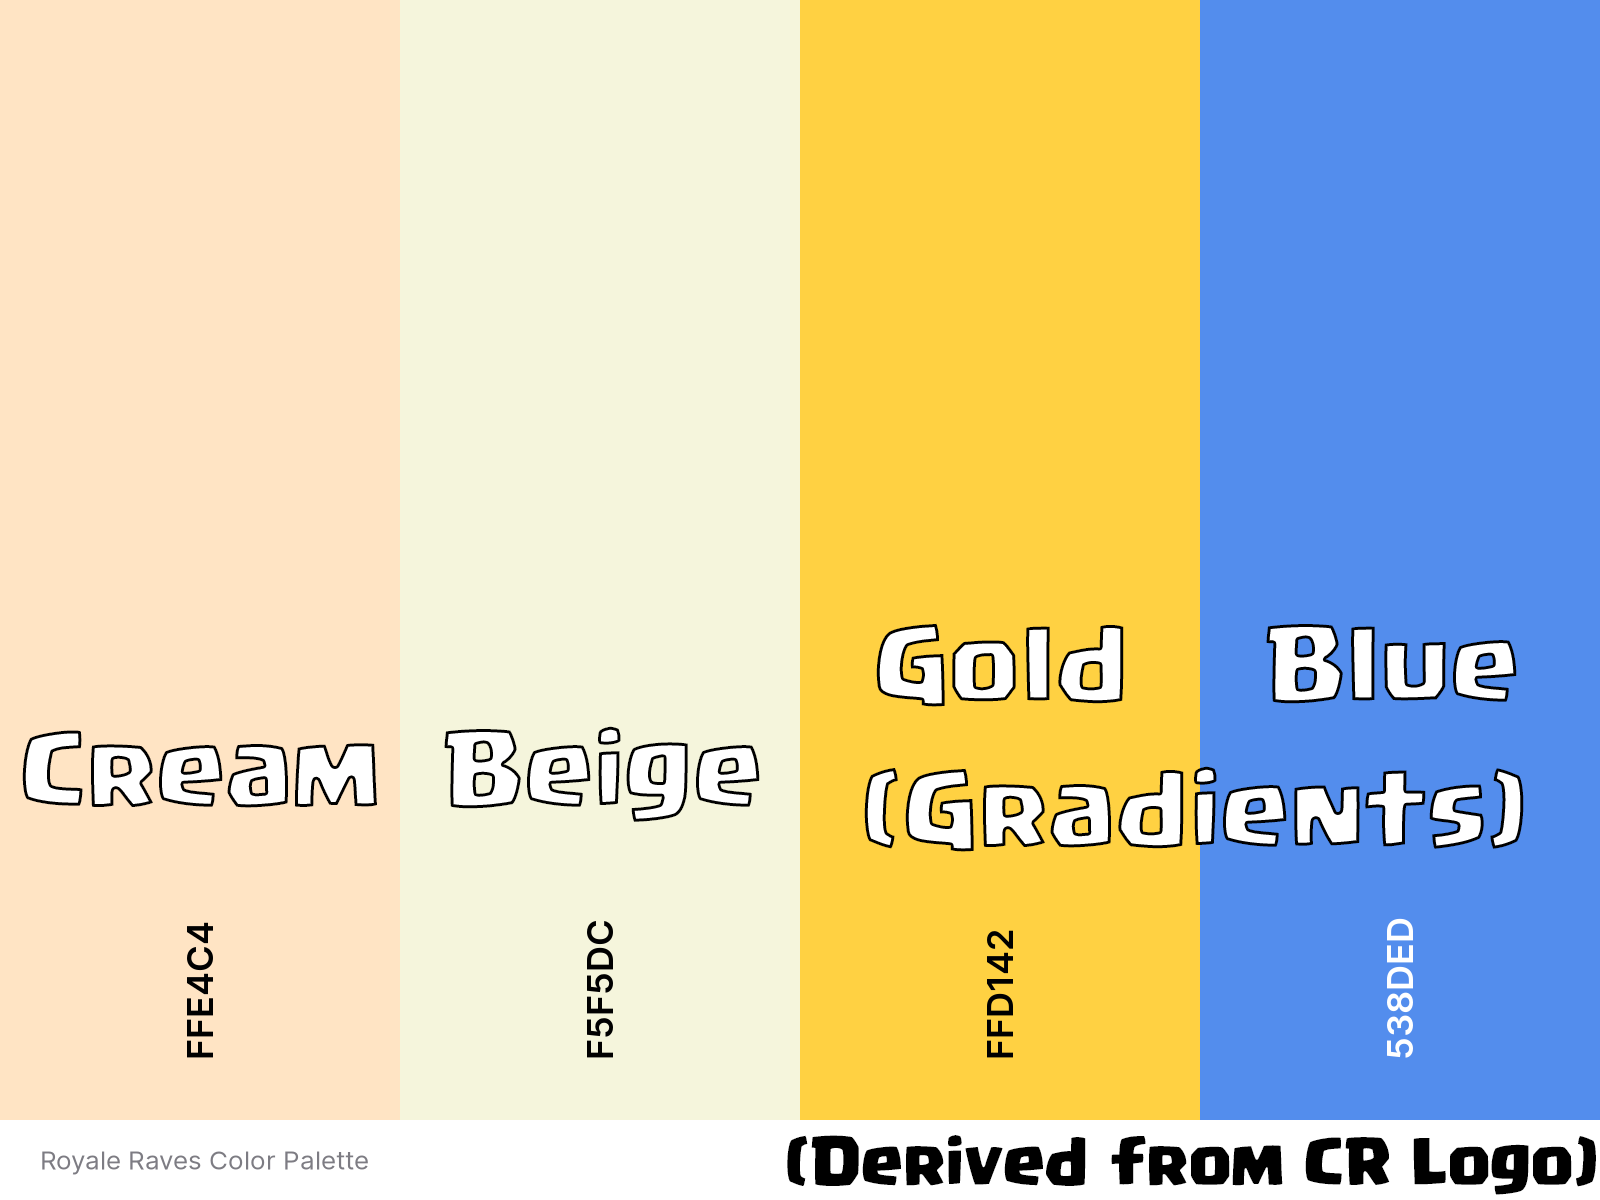 Gold Blue
Cream Beige
(Gradients)
FFE4C4 F5F5DC FFD142 538DED
Royale Raves Color Palette
(Derived from CR Logo)